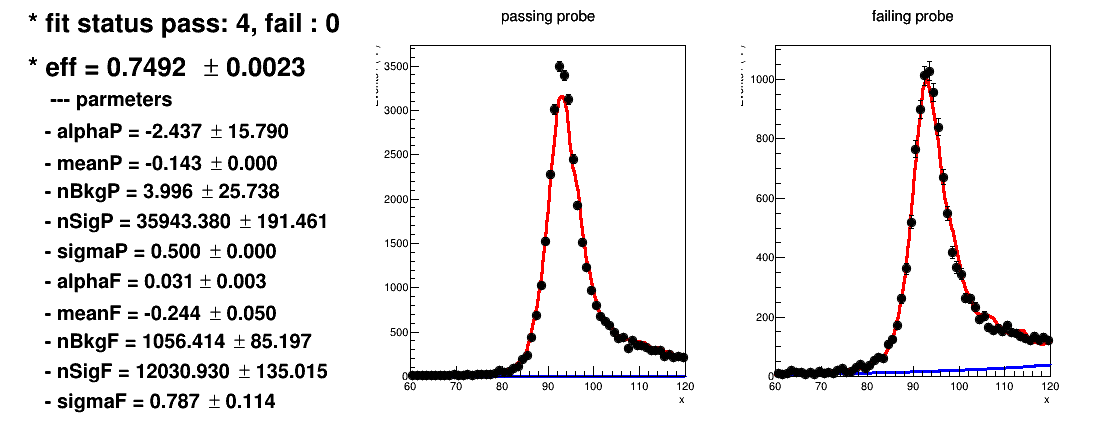 * fit status pass: 4, fail : 0
* eff = 0.7492 ± 0.0023
--- parmeters
- alphaP = -2.437 ± 15.790
- meanP = -0.143 ± 0.000
- nBkgP = 3.996 ± 25.738
- nSigP = 35943.380 ± 191.461
- sigmaP = 0.500 ± 0.000
- alphaF = 0.031 ± 0.003
- meanF = -0.244 ± 0.050
- nBkgF = 1056.414 ± 85.197
- nSigF = 12030.930 ± 135.015
- sigmaF = 0.787 ± 0.114
passing probe
3500
3000
2500
2000
1500
1000
500
0
60 70 80 90 100 110 120
x
failing probe
1000
800
600
400
200
0
60 70 80 90 100 110 120
x